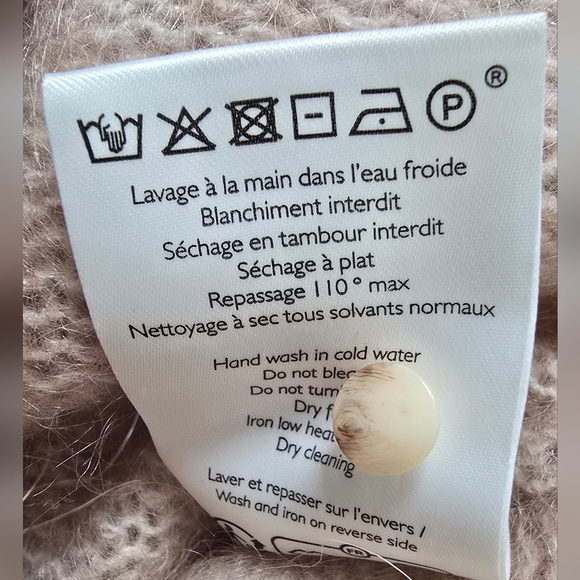 P ®
Lavage à la main dans l'eau froide
Blanchiment interdit
Séchage en tambour interdit
Séchage à plat
Repassage 110° max
Nettoyage à sec tous solvants normaux
Hand wash in cold water
Do not
Do not
Dry
Iron low
Dry cleaning
Laver et repasser sur l'envers /
Wash and iron on reverse side
FR